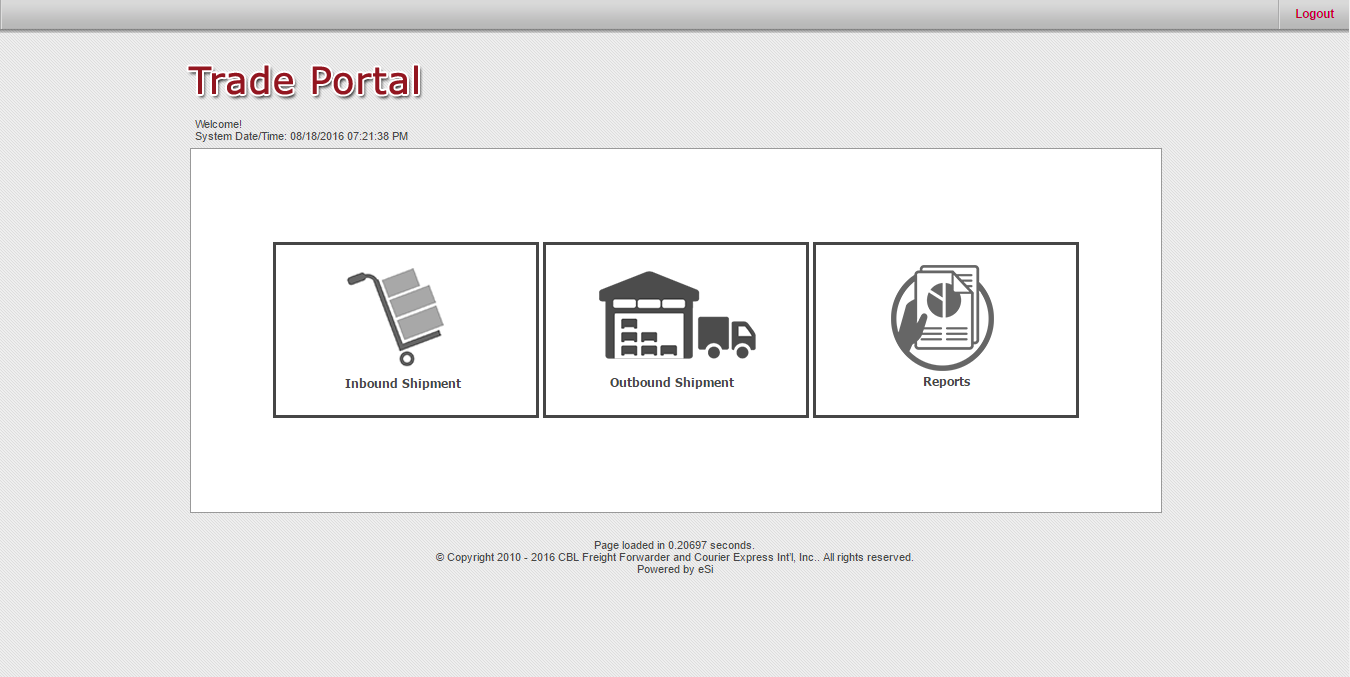 Logout
Trade Portal
Welcome!
System Date/Time: 08/18/2016 07:21:38 PM
Inbound Shipment
Outbound Shipment
Reports
Page loaded in 0.20697 seconds.
© Copyright 2010 - 2016 CBL Freight Forwarder and Courier Express Int'l, Inc.. All rights reserved.
Powered by eSi